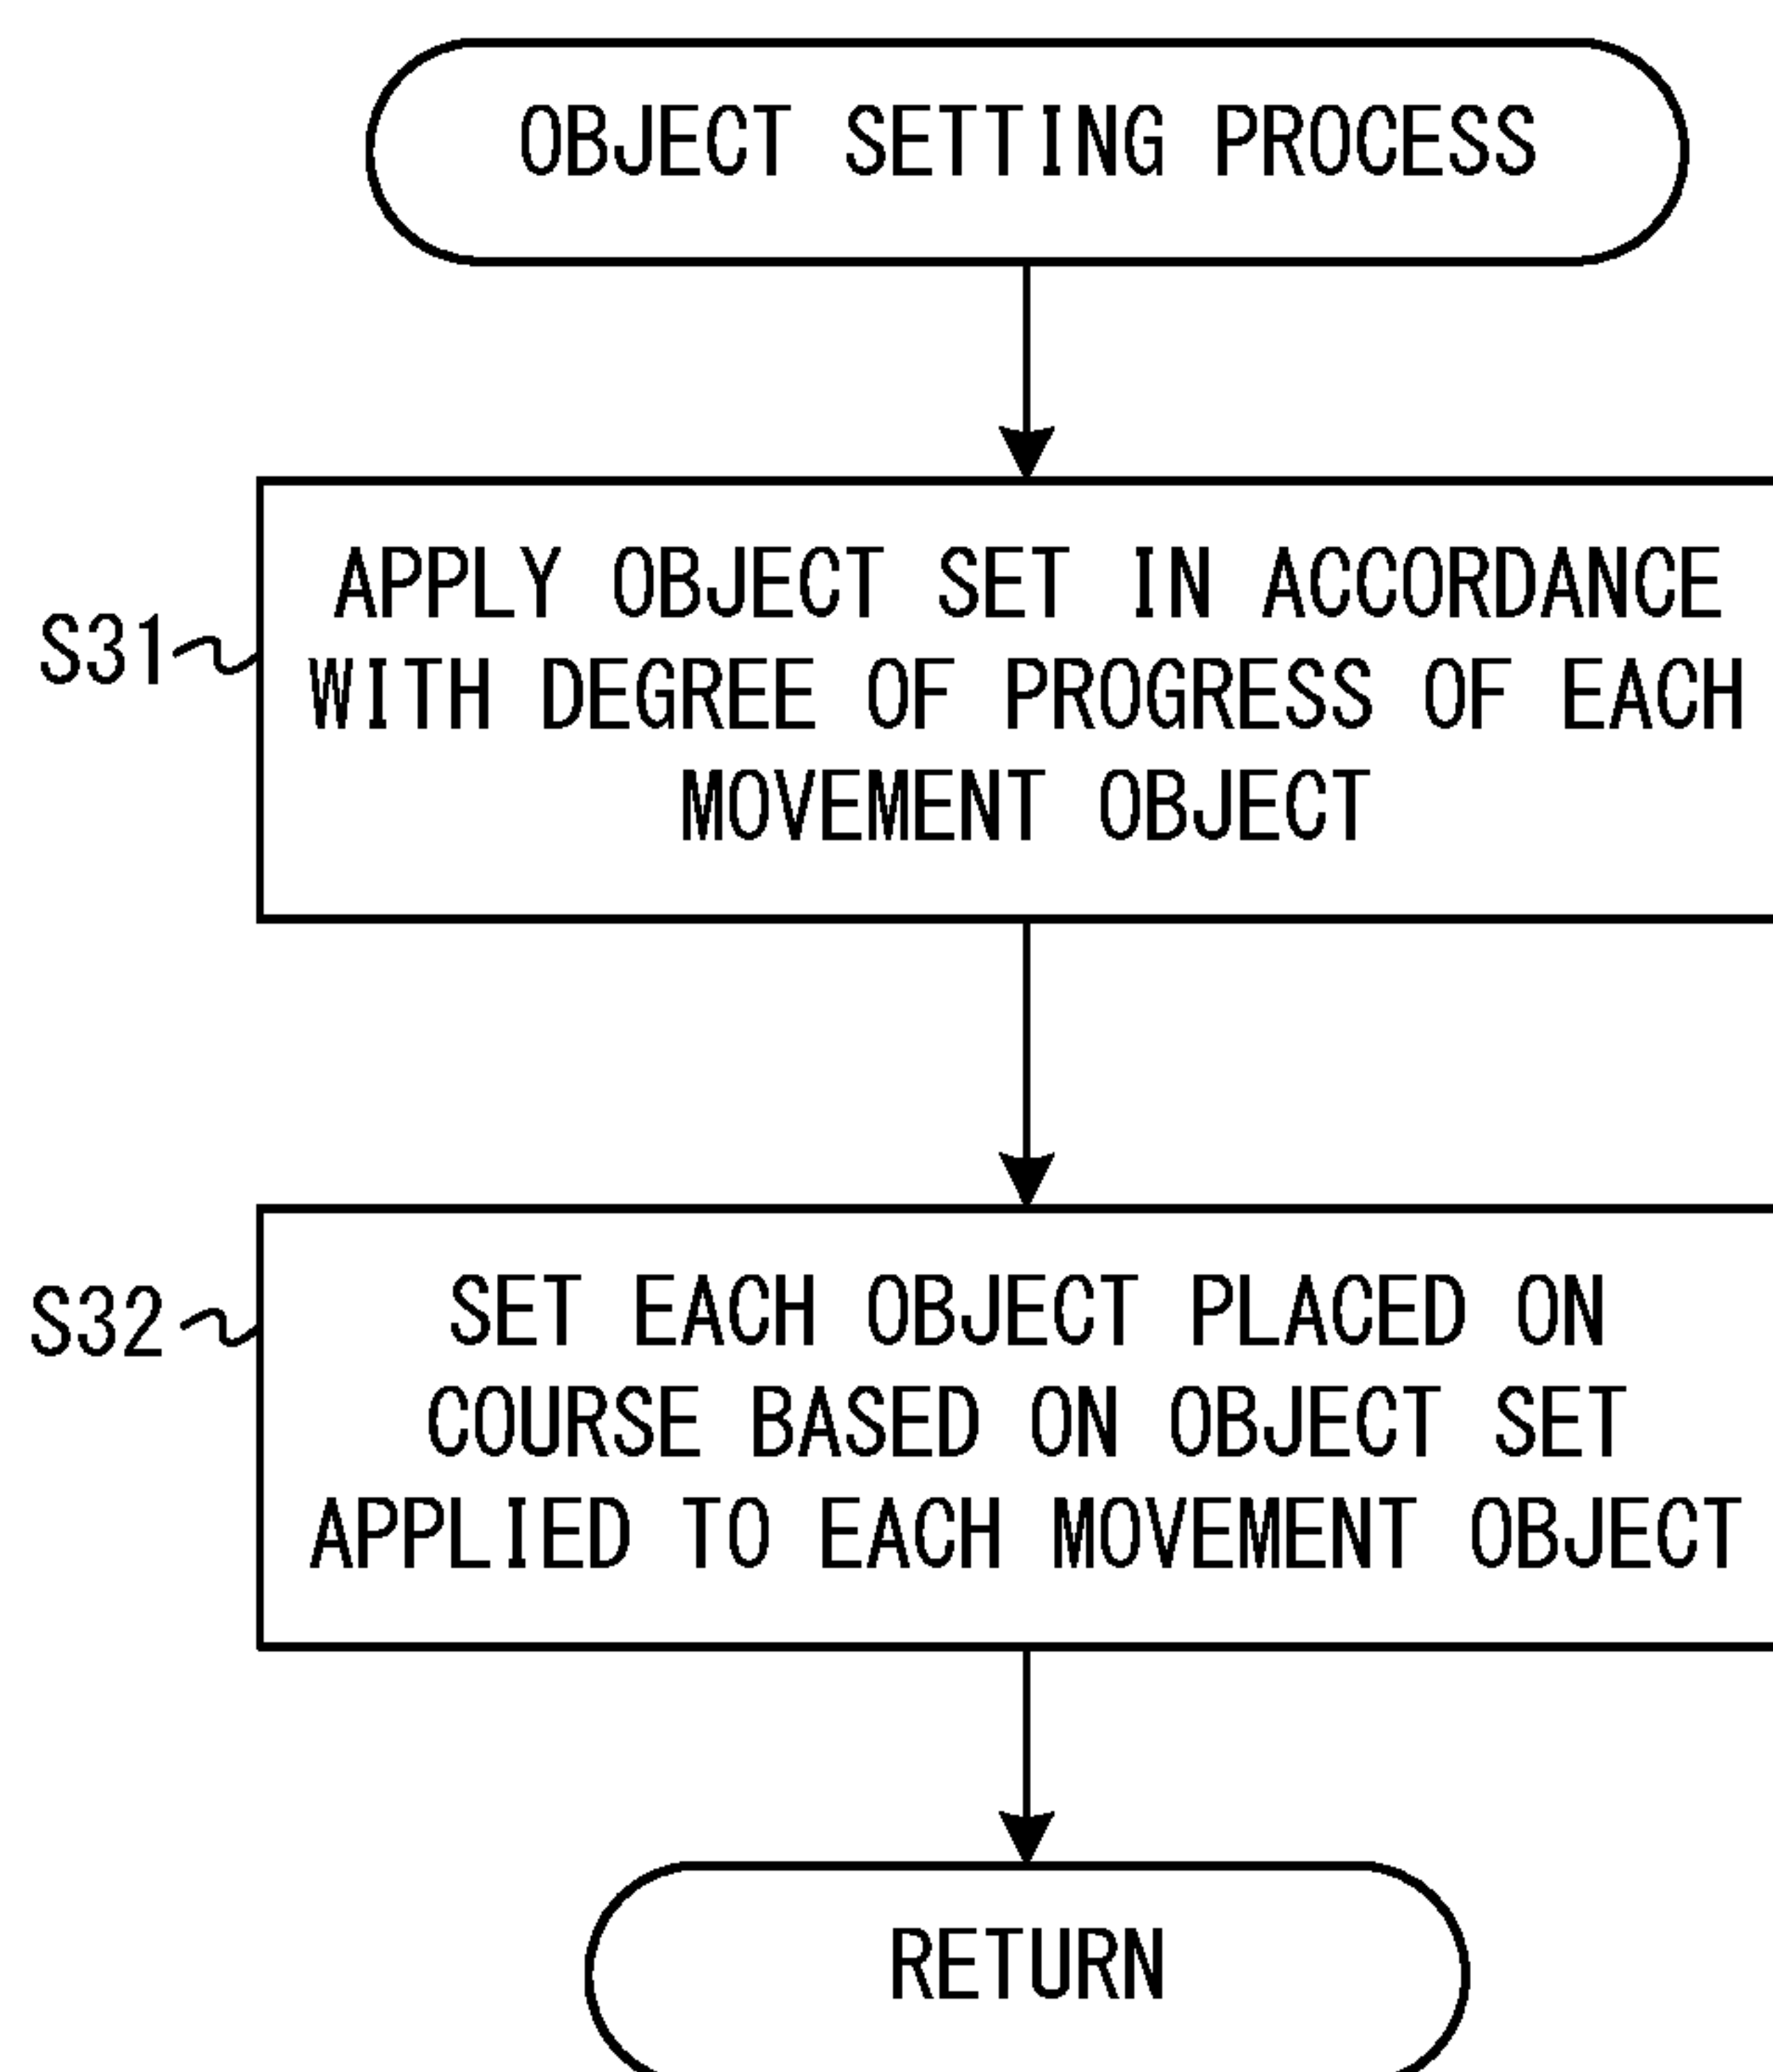 OBJECT SETTING PROCESS
S31
APPLY OBJECT SET IN ACCORDANCE
WITH DEGREE OF PROGRESS OF EACH
MOVEMENT OBJECT
S32
SET EACH OBJECT PLACED ON
COURSE BASED ON OBJECT SET
APPLIED TO EACH MOVEMENT OBJECT
RETURN